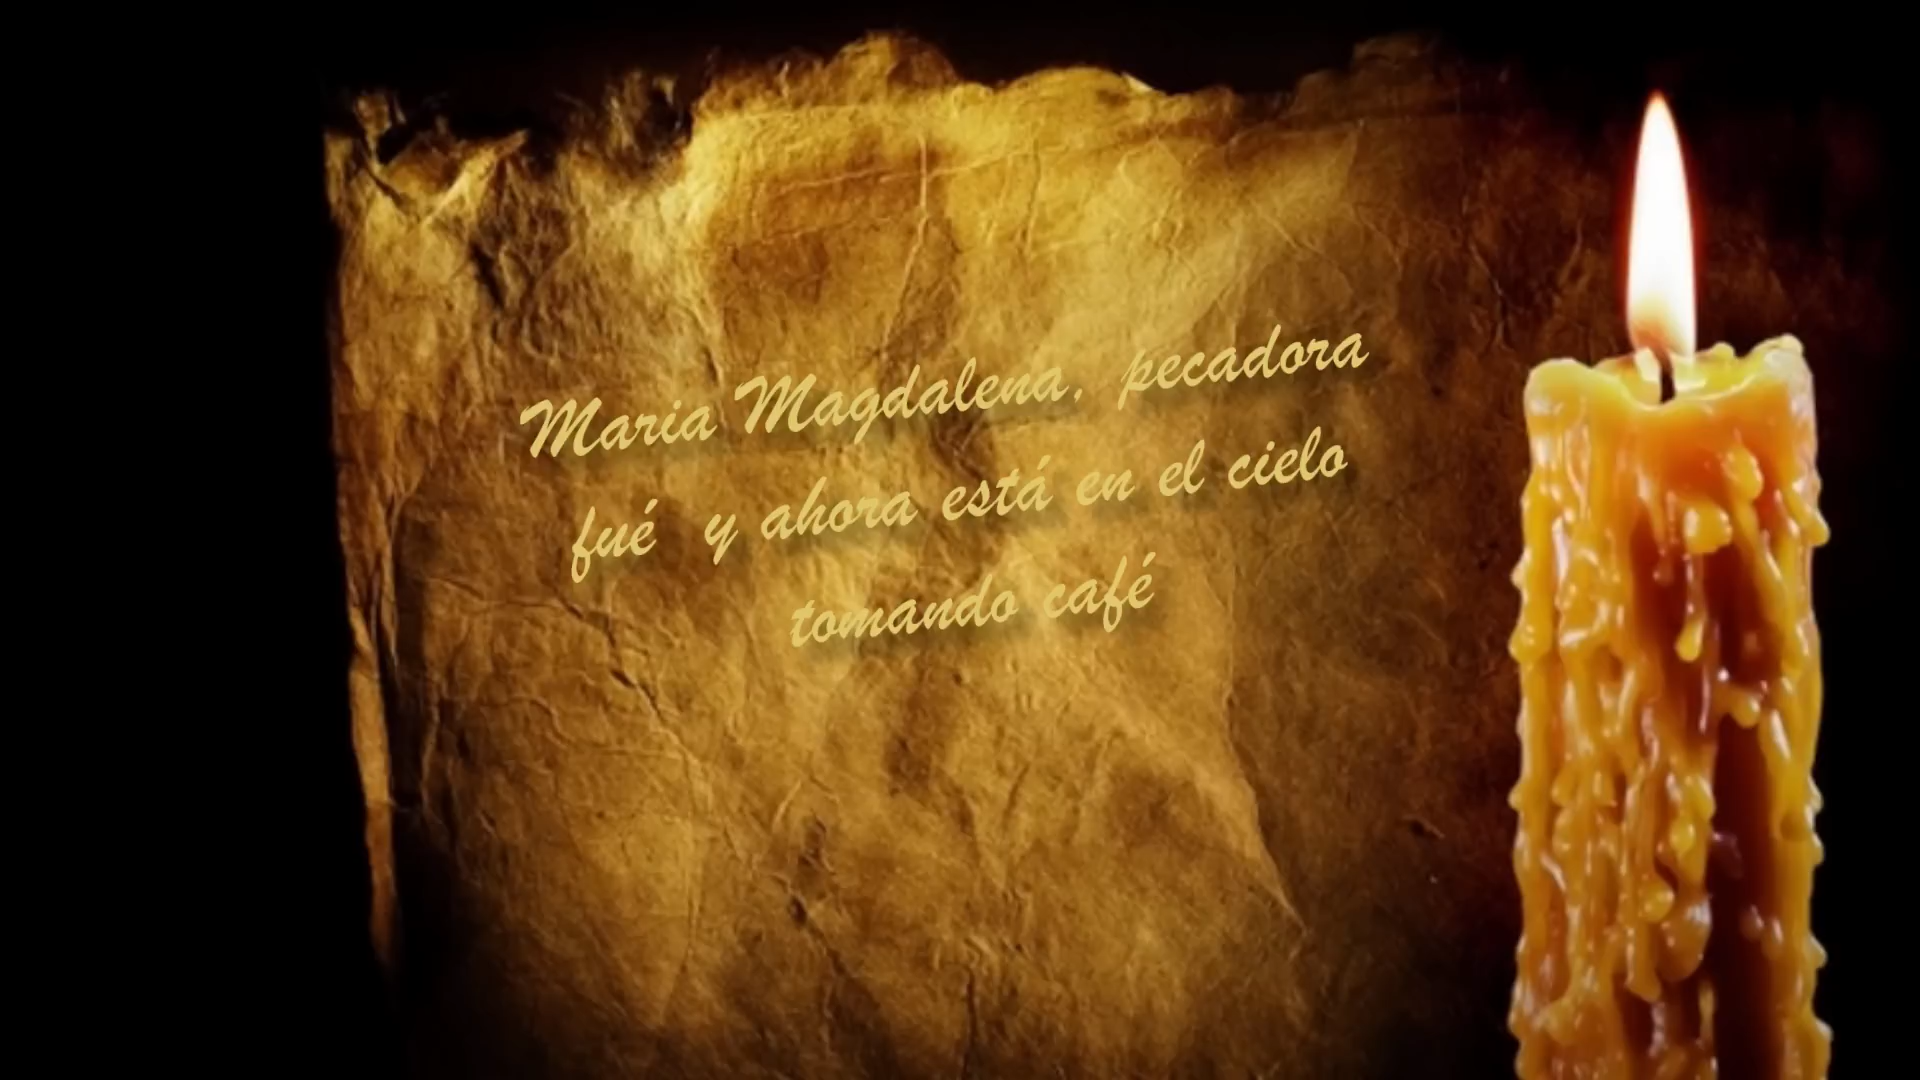 Maria Magdalena, pecadora
fué y ahora está en el cielo
tomando café